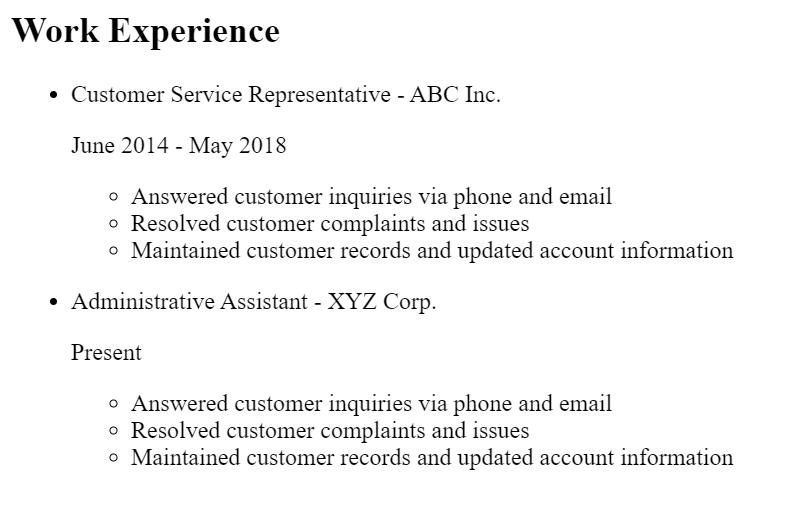 Work Experience
Customer Service Representative - ABC Inc.
June 2014 - May 2018
Answered customer inquiries via phone and email
Resolved customer complaints and issues
Maintained customer records and updated account information
Administrative Assistant - XYZ Corp.
Present
Answered customer inquiries via phone and email
Resolved customer complaints and issues
Maintained customer records and updated account information